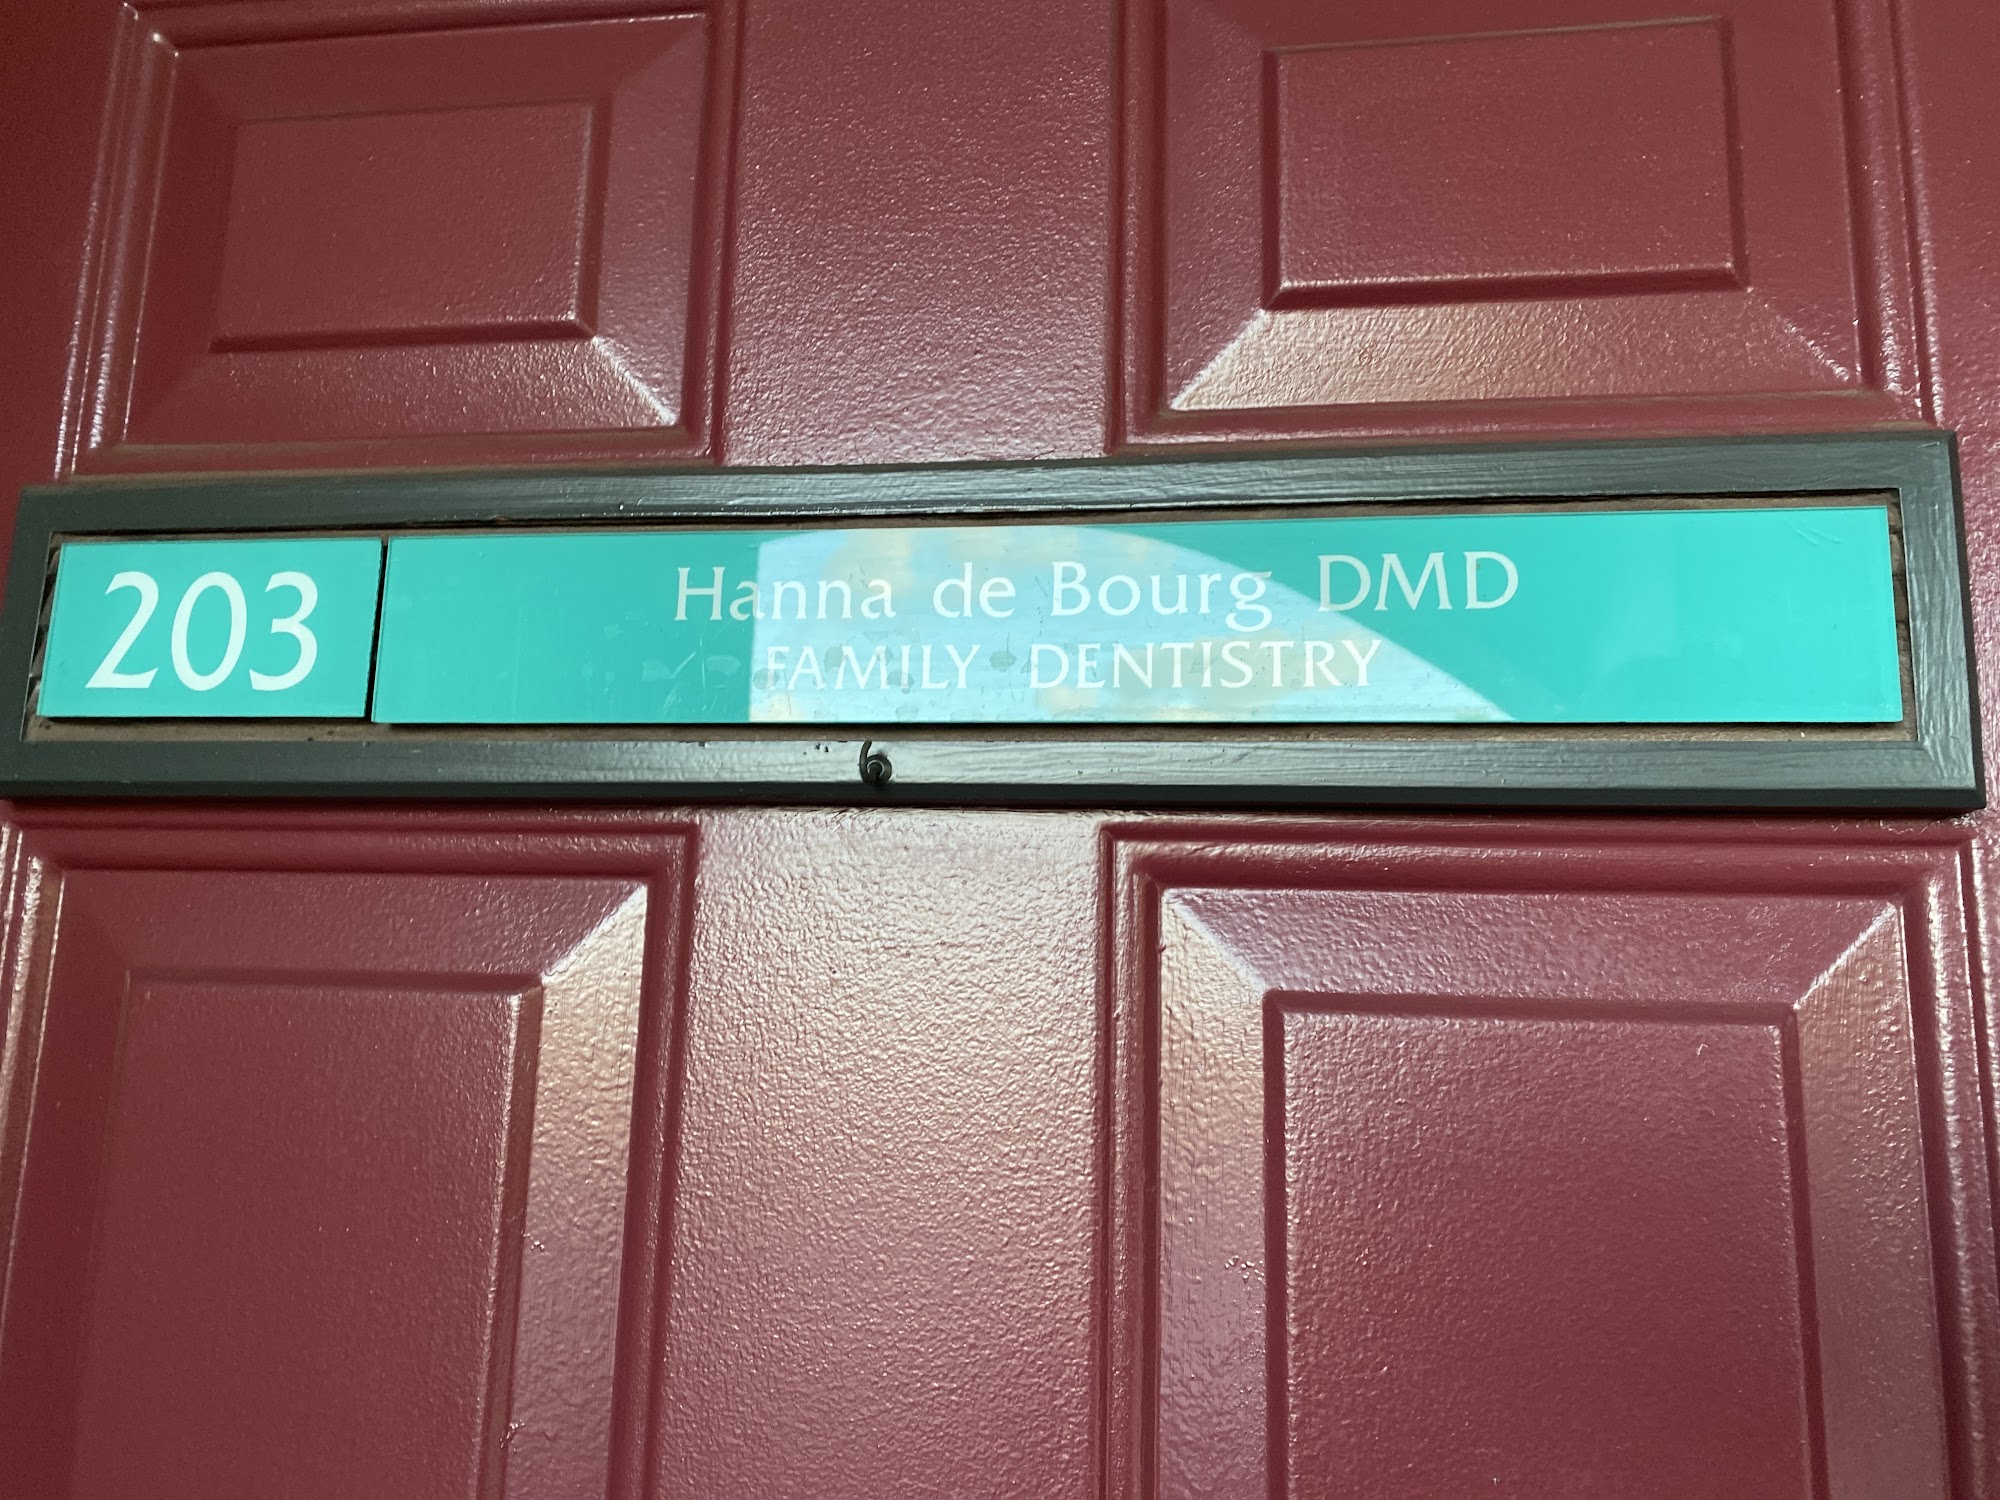 203
Hanna de Bourg DMD
FAMILY DENTISTRY